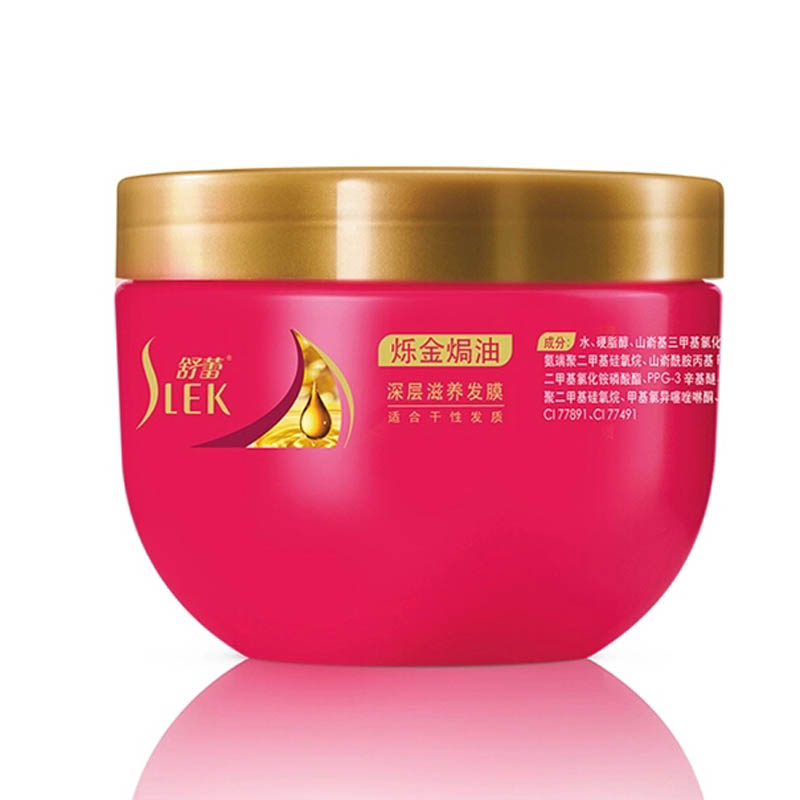 舒蕾®
SLEK
烁金焗油
深层滋养发膜
适合干性发质
成分: 水、硬脂醇、山嵛基三甲基氯化
氢端聚二甲基硅氧烷、山嵛酰胺丙基
二甲基氯化铵磷酸酯、PPG-3 辛基醚、
聚二甲基硅氧烷、甲基氯异噻唑啉酮、
CI 77891、CI 77491